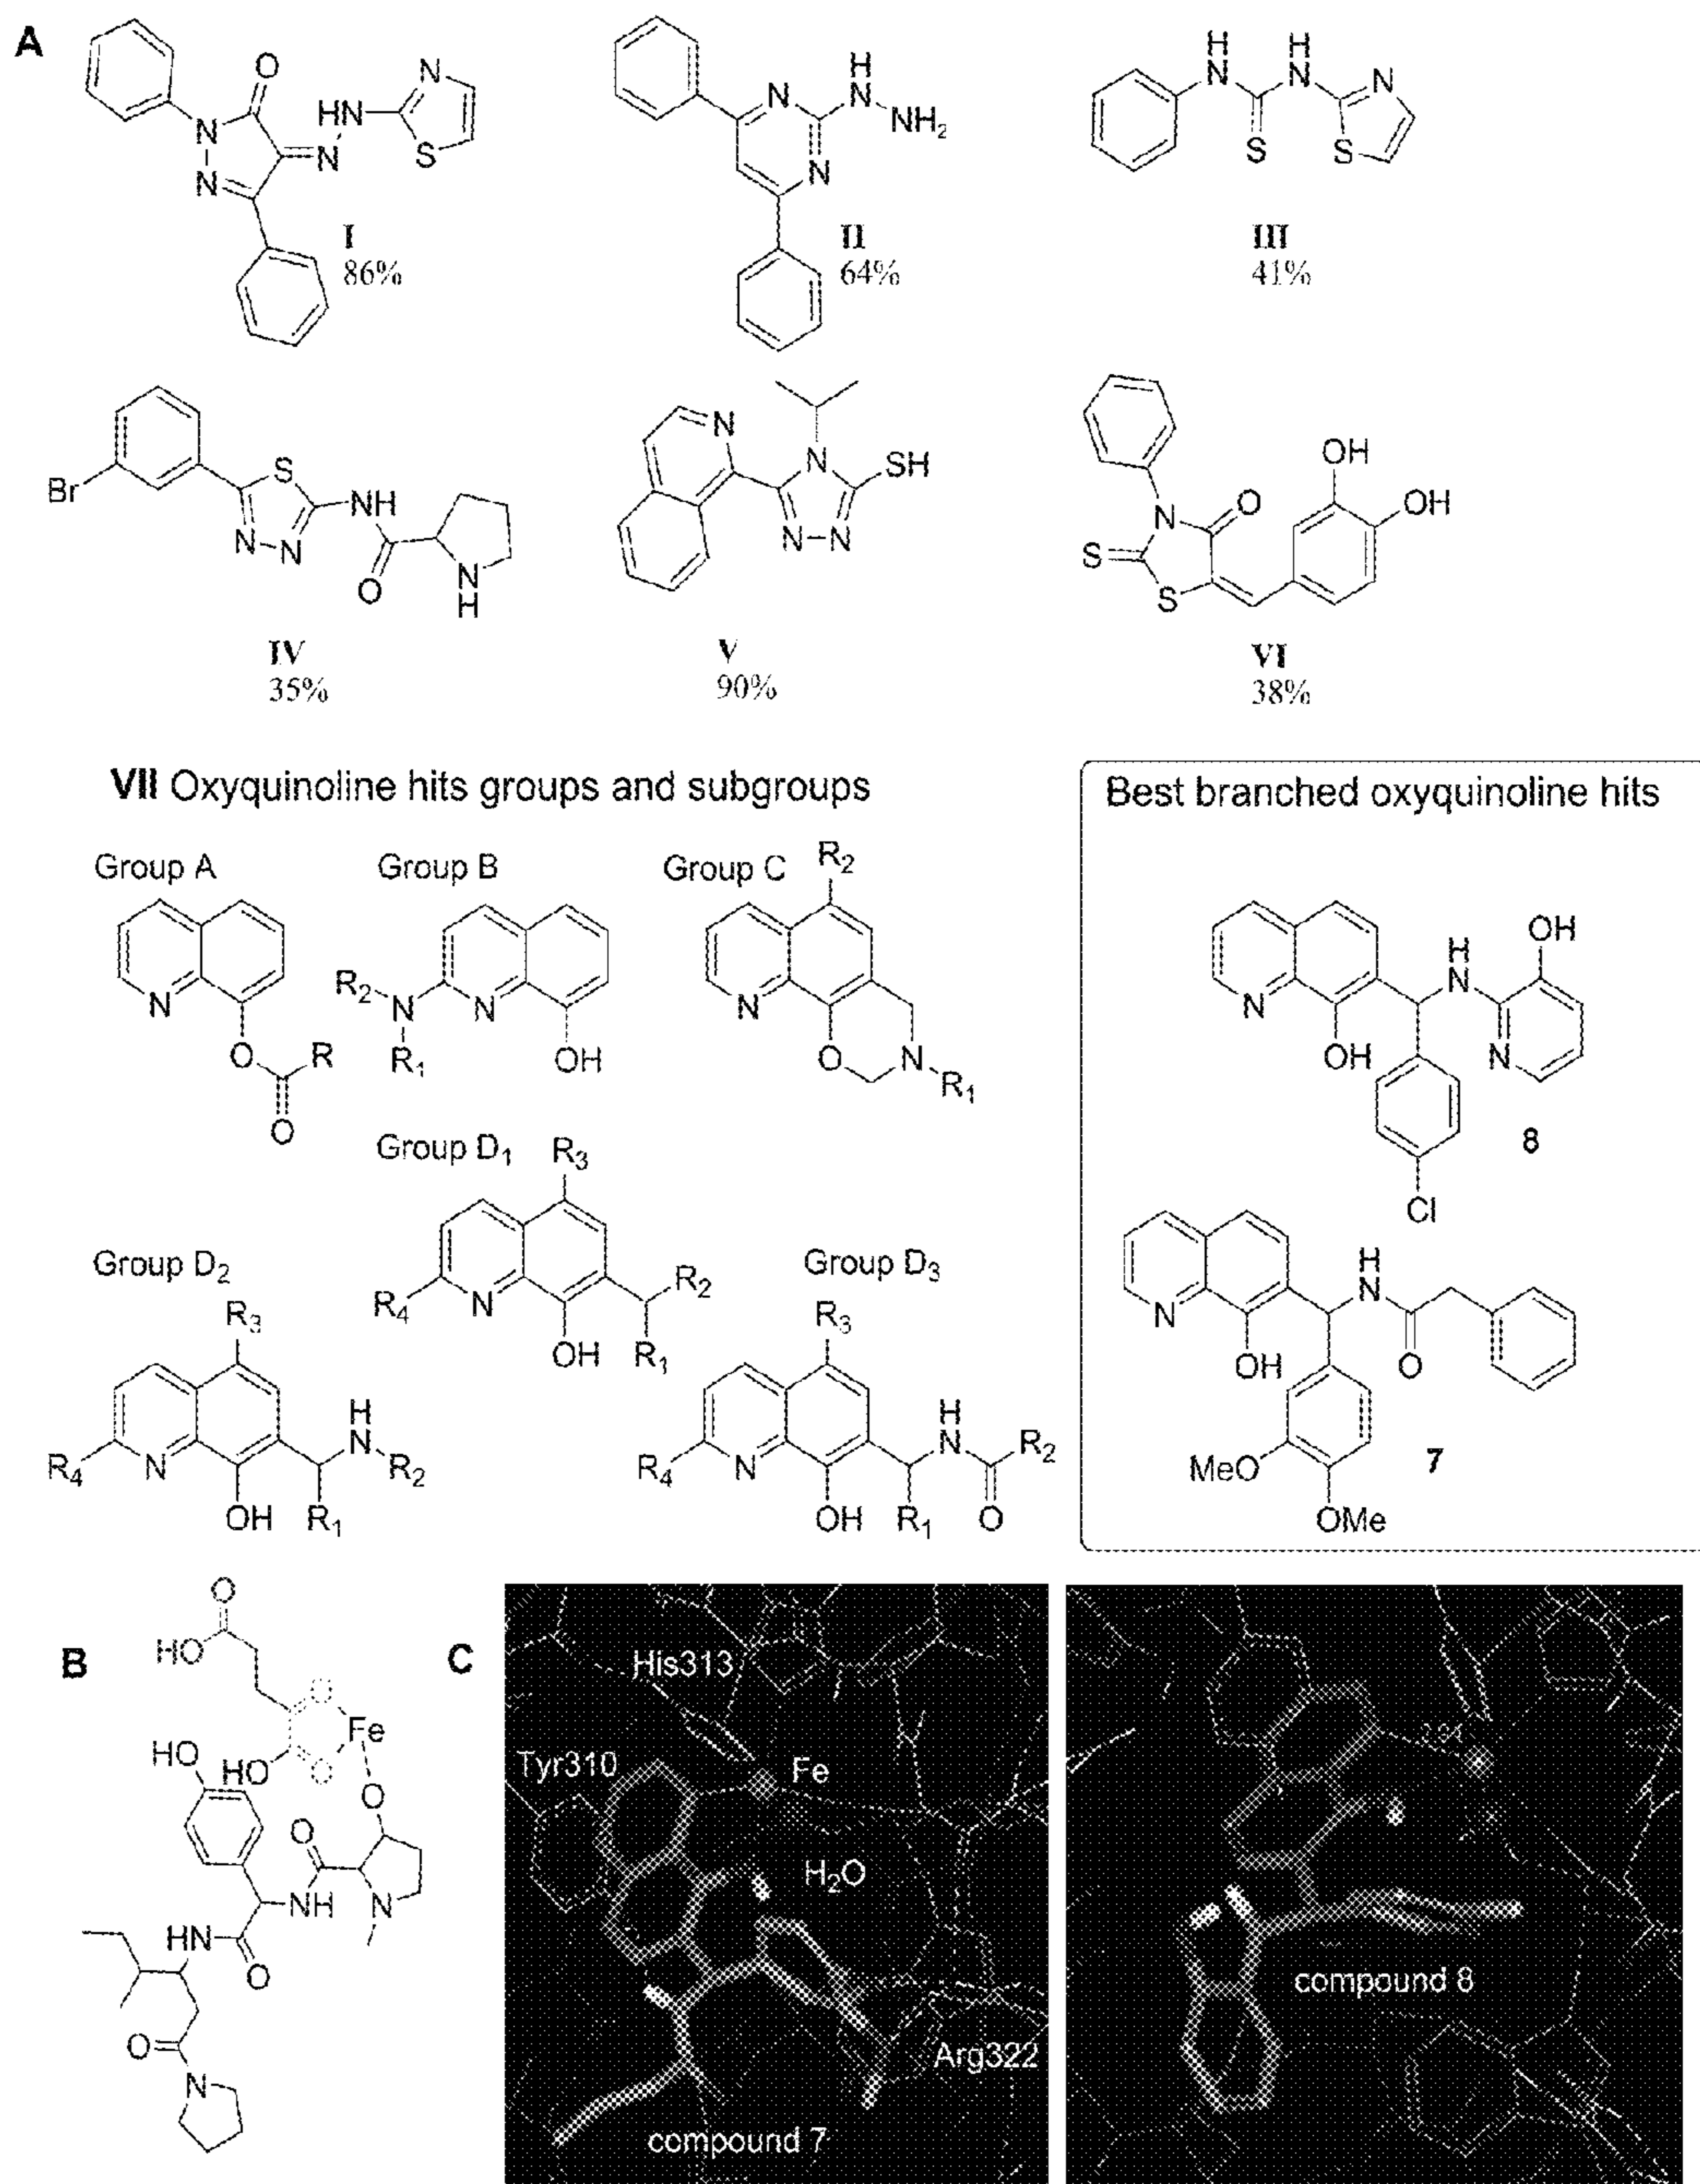 A
O
N
N
N
HN
N
S
I
86%
N
N
H
N
NH2
II
64%
H
N
H
N
S
N
S
III
41%
Br
S
N
N
NH
O
N
H
IV
35%
N
N
SH
N
N
V
90%
OH
OH
N
O
S
S
VI
38%
VII Oxyquinoline hits groups and subgroups
Group A
N
O
R
O
Group B
R2
N
R1
N
OH
Group C
R2
N
O
N
R1
Group D1
R3
R4
N
OH
R2
R1
Group D2
R3
R4
N
OH
H
N
R2
R1
Group D3
R3
R4
N
OH
H
N
R2
R1
O
Best branched oxyquinoline hits
N
OH
H
N
OH
N
Cl
8
N
OH
H
N
O
MeO
OMe
7
B
O
HO
O
Fe
HO
HO
O
O
O
NH
N
HN
O
O
N
C
His313
Tyr310
Fe
H2O
Arg322
compound 7
compound 8